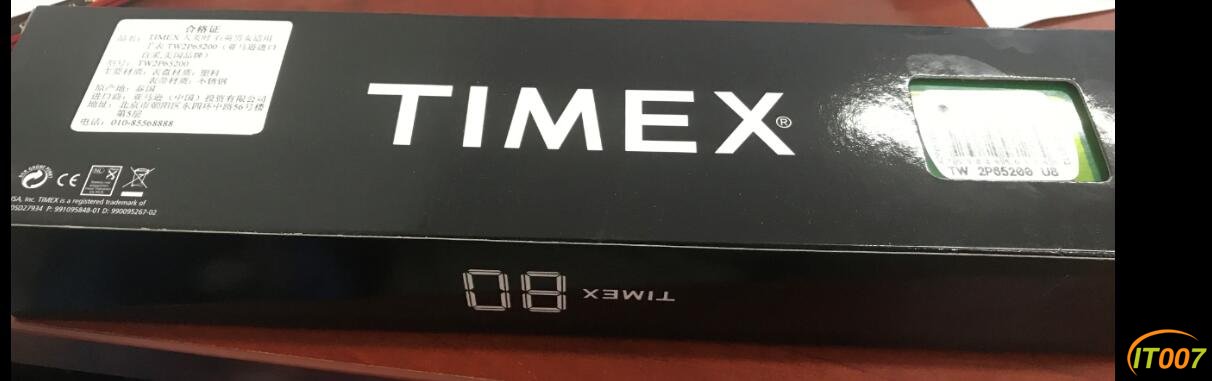 合格证
品名: TIMEX 天美时 石英男女适用
手表 TW2P65200 (亚马逊进口
自采,美国品牌)
型号: TW2P65200
主要材质: 表盘材质: 塑料
表带材质: 不锈钢
原产地: 泰国
进口商: 亚马逊(中国)投资有限公司
地址: 北京市朝阳区东四环中路56号楼
第5层
电话: 010-85568888
TIMEX®
TW 2P65200 U8
CE
SA, Inc. TIMEX is a registered trademark of
05D27934 P: 991095848-01 D: 990095267-02
08 TIMEX
IT007